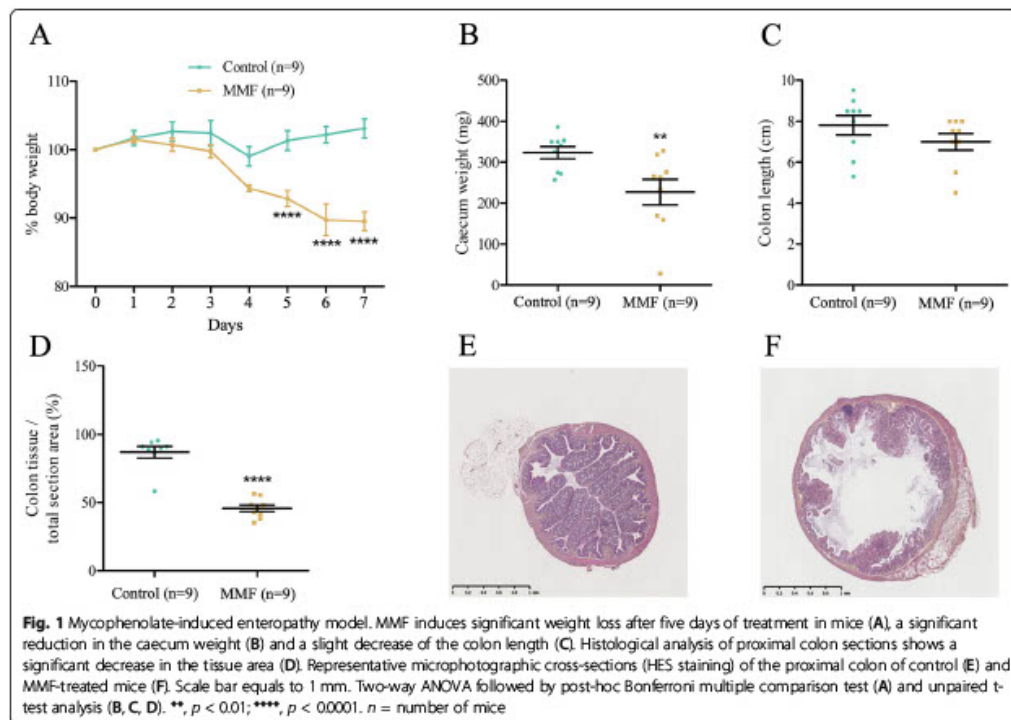 A
Control (n=9)
MMF (n=9)
110
100
90
80
% body weight
****
****
****
0 1 2 3 4 5 6 7
Days
B
500
400
300
200
100
0
Caecum weight (mg)
**
Control (n=9) MMF (n=9)
C
10
8
6
4
2
0
Colon length (cm)
Control (n=9) MMF (n=9)
D
150
100
50
0
Colon tissue /
total section area (%)
****
Control (n=9) MMF (n=9)
E
F
Fig. 1 Mycophenolate-induced enteropathy model. MMF induces significant weight loss after five days of treatment in mice (A), a significant
reduction in the caecum weight (B) and a slight decrease of the colon length (C). Histological analysis of proximal colon sections shows a
significant decrease in the tissue area (D). Representative microphotographic cross-sections (HES staining) of the proximal colon of control (E) and
MMF-treated mice (F). Scale bar equals to 1 mm. Two-way ANOVA followed by post-hoc Bonferroni multiple comparison test (A) and unpaired t-
test analysis (B, C, D). **, p < 0.01; ****, p < 0.0001. n = number of mice